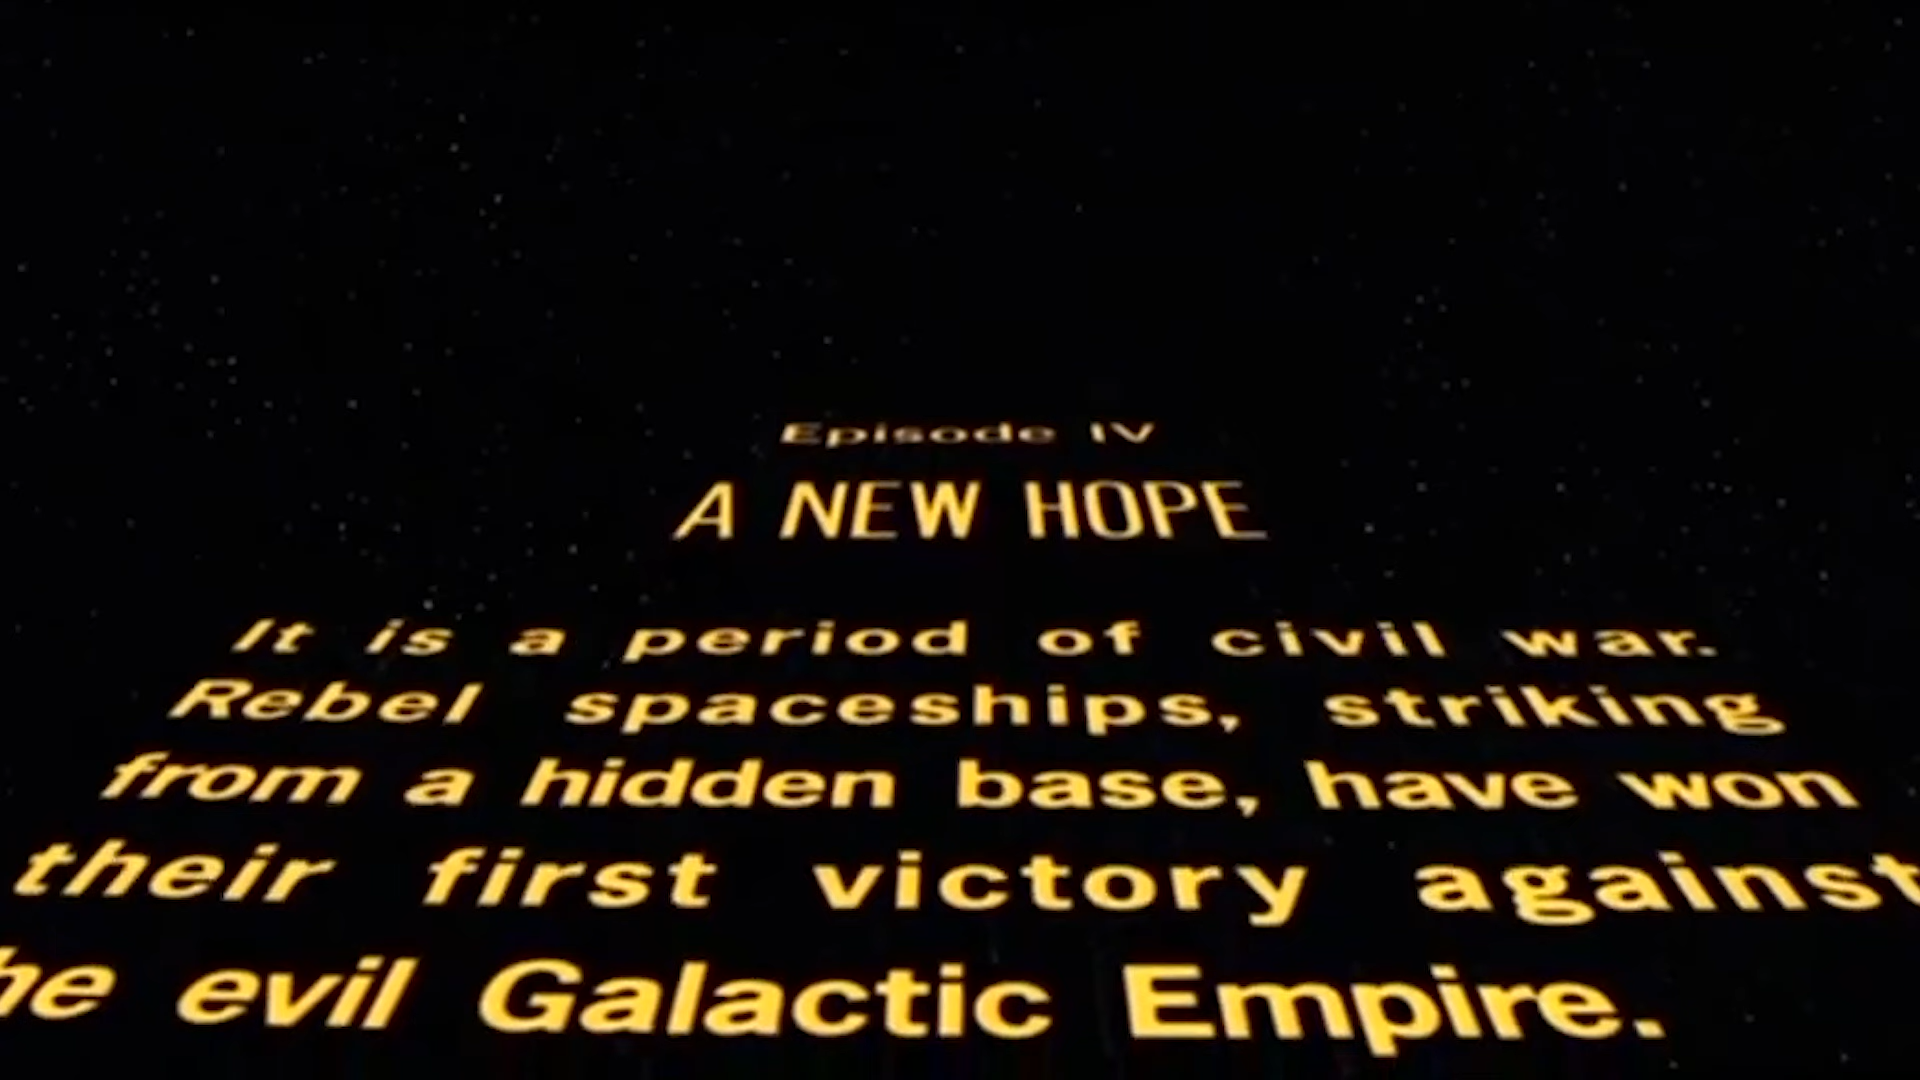 Episode IV
A NEW HOPE
It is a period of civil war.
Rebel spaceships, striking
from a hidden base, have won
their first victory against
he evil Galactic Empire.